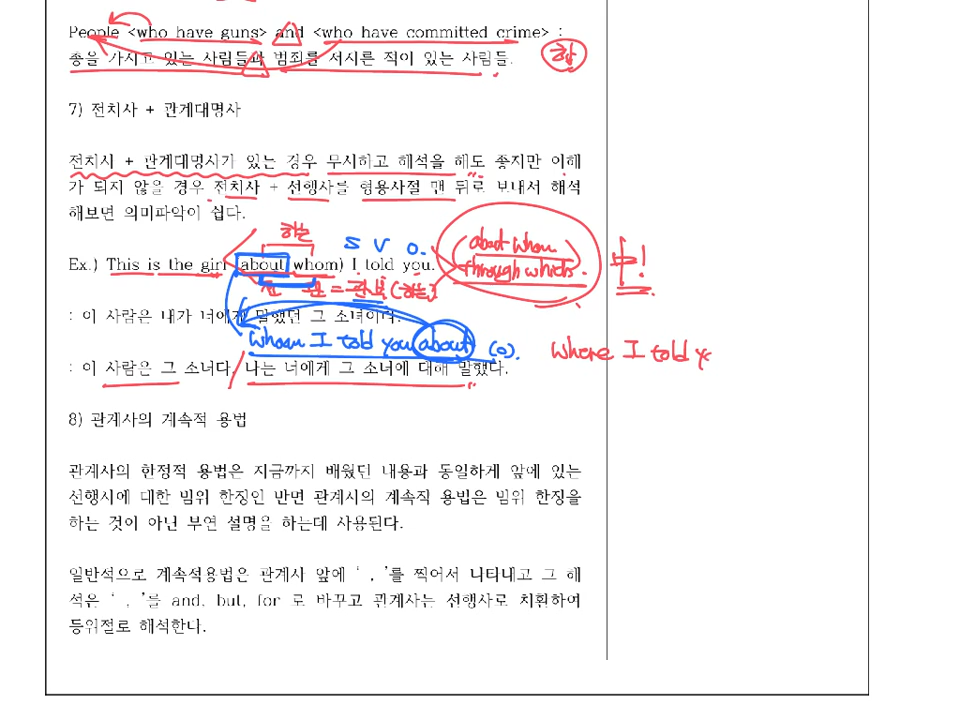 People <who have guns> and <who have committed crime> :
총을 가지고 있는 사람들과 범죄를 저지른 적이 있는 사람들.
합
7) 전치사 + 관계대명사
전치사 + 관계대명사가 있는 경우 무시하고 해석을 해도 좋지만 이해
가 되지 않을 경우 전치사 + 선행사를 형용사절 맨 뒤로 보내서 해석
해보면 의미파악이 쉽다.
하는
S V O.
about whom
through which.
Ex.) This is the girl (about whom) I told you.
(하는)
: 이 사람은 내가 너에게 말했던 그 소녀이다.
whom I told you about (O).
where I told y
: 이 사람은 그 소녀다, 나는 너에게 그 소녀에 대해 말했다.
8) 관계사의 계속적 용법
관계사의 한정적 용법은 지금까지 배웠던 내용과 동일하게 앞에 있는
선행사에 대한 범위 한정인 반면 관계사의 계속적 용법은 범위 한정을
하는 것이 아닌 부연 설명을 하는데 사용된다.
일반적으로 계속적용법은 관계사 앞에 ' , '를 찍어서 나타내고 그 해
석은 ' , '를 and, but, for 로 바꾸고 관계사는 선행사로 치환하여
등위절로 해석한다.